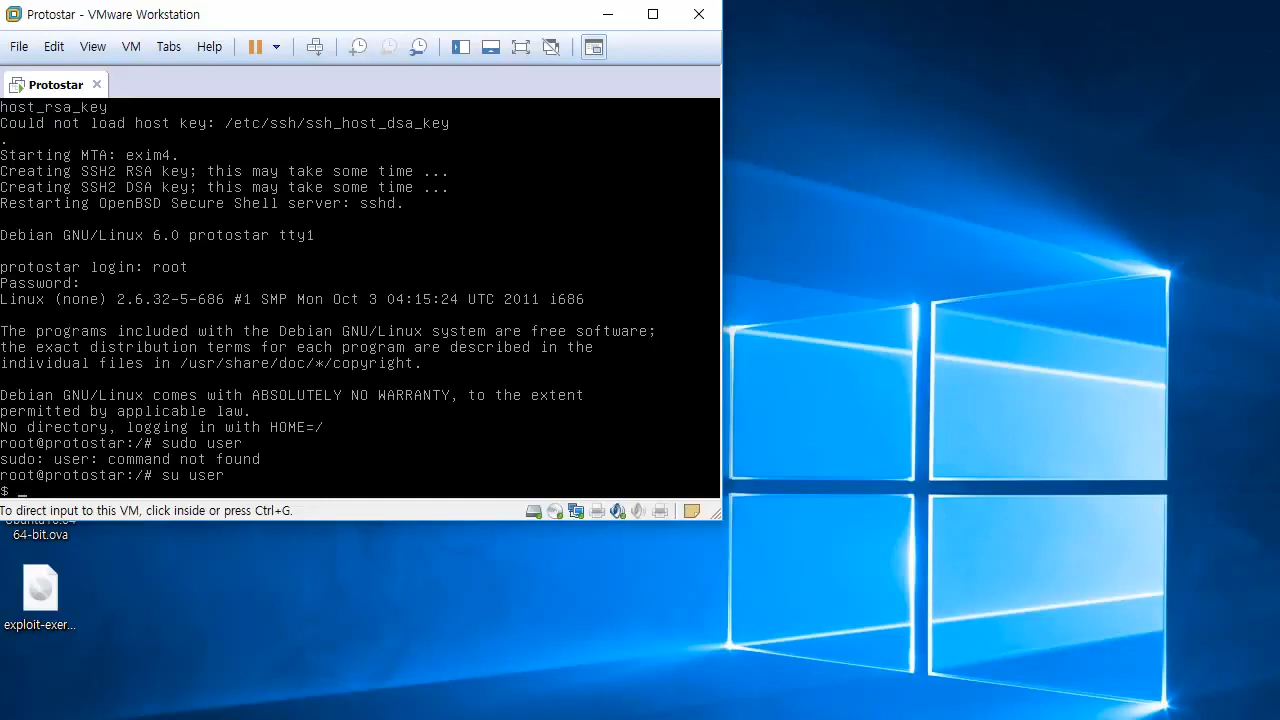 Protostar - VMware Workstation
File Edit View VM Tabs Help
Protostar
host_rsa_key
Could not load host key: /etc/ssh/ssh_host_dsa_key
.
Starting MTA: exim4.
Creating SSH2 RSA key; this may take some time ...
Creating SSH2 DSA key; this may take some time ...
Restarting OpenBSD Secure Shell server: sshd.
Debian GNU/Linux 6.0 protostar tty1
protostar login: root
Password:
Linux (none) 2.6.32-5-686 #1 SMP Mon Oct 3 04:15:24 UTC 2011 i686
The programs included with the Debian GNU/Linux system are free software;
the exact distribution terms for each program are described in the
individual files in /usr/share/doc/*/copyright.
Debian GNU/Linux comes with ABSOLUTELY NO WARRANTY, to the extent
permitted by applicable law.
No directory, logging in with HOME=/
root@protostar:/# sudo user
sudo: user: command not found
root@protostar:/# su user
$ _
To direct input to this VM, click inside or press Ctrl+G.
64-bit.ova
exploit-exer...